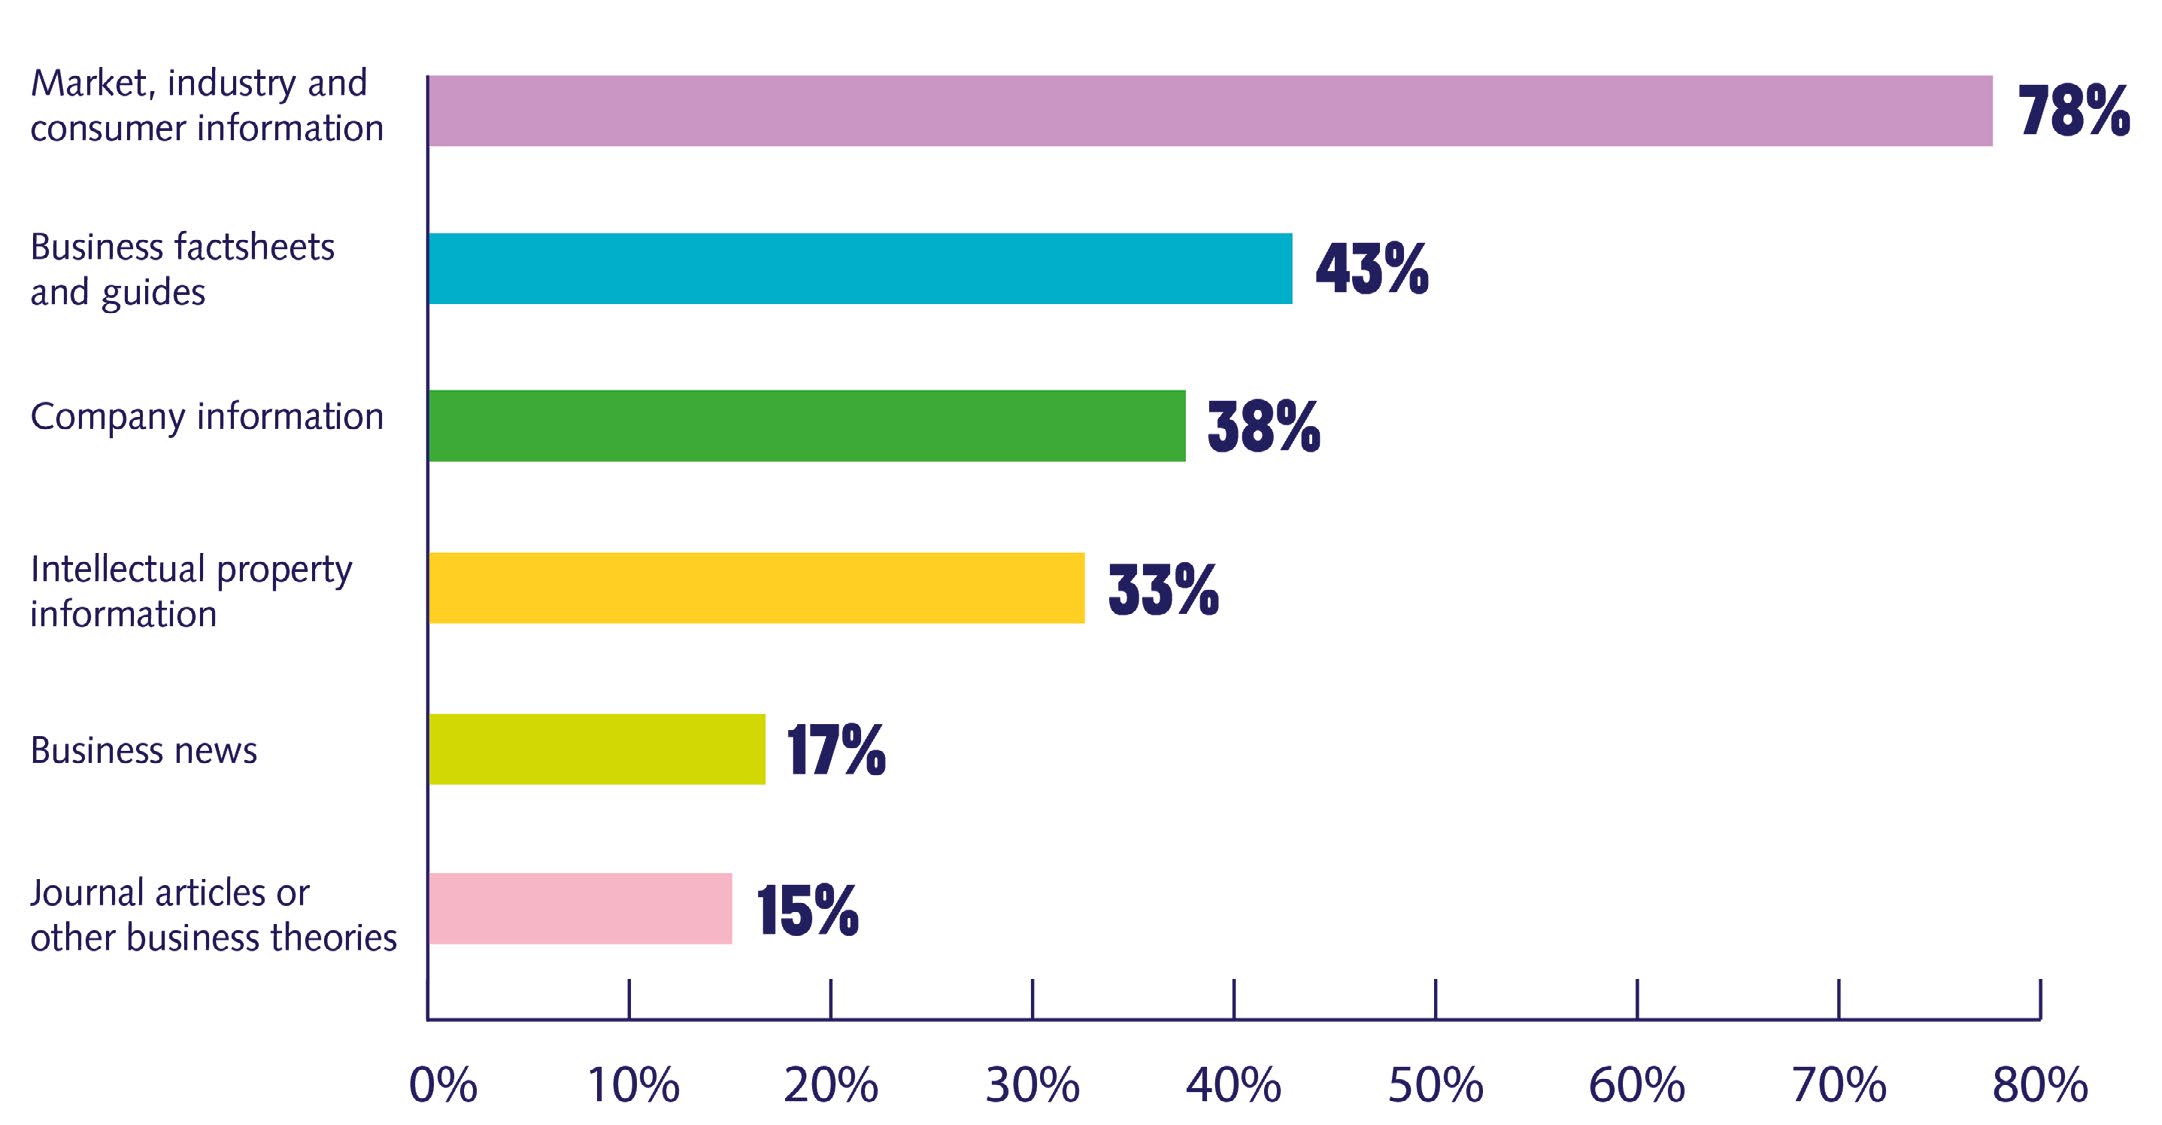 Market, industry and
consumer information
78%
Business factsheets
and guides
43%
Company information
38%
Intellectual property
information
33%
Business news
17%
Journal articles or
other business theories
15%
0% 10% 20% 30% 40% 50% 60% 70% 80%